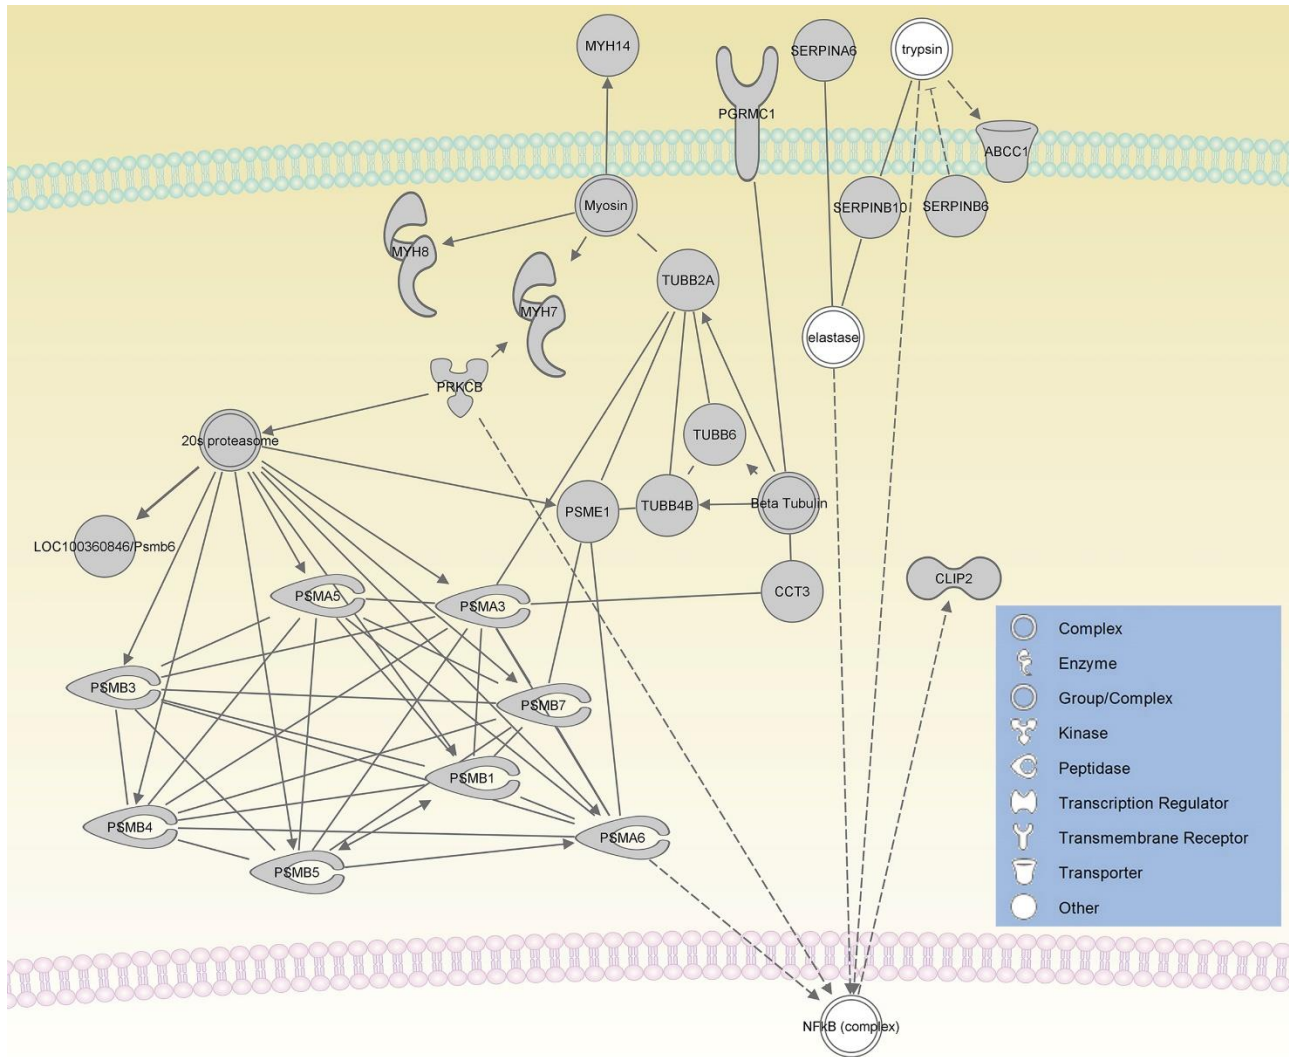 MYH14
SERPINA6
trypsin
PGRMC1
ABCC1
Myosin
SERPINB10
SERPINB6
MYH8
TUBB2A
MYH7
elastase
PRKCB
20s proteasome
TUBB6
PSME1
TUBB4B
Beta Tubulin
LOC100360846/Psmb6
CLIP2
CCT3
PSMA5
PSMA3
PSMB3
PSMB7
PSMB1
PSMB4
PSMA6
PSMB5
NFkB (complex)
Complex
Enzyme
Group/Complex
Kinase
Peptidase
Transcription Regulator
Transmembrane Receptor
Transporter
Other